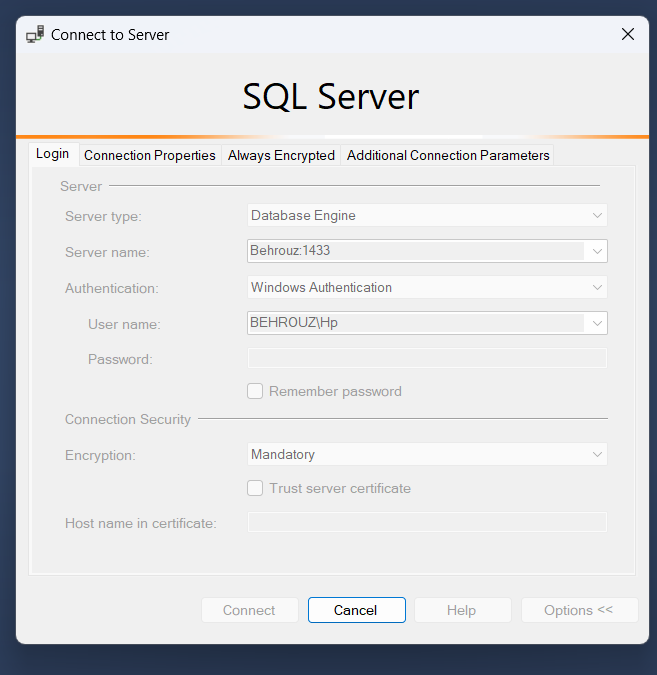 Connect to Server
SQL Server
Login Connection Properties Always Encrypted Additional Connection Parameters
Server
Server type: Database Engine
Server name: Behrouz:1433
Authentication: Windows Authentication
User name: BEHROUZ\Hp
Password:
Remember password
Connection Security
Encryption: Mandatory
Trust server certificate
Host name in certificate:
Connect Cancel Help Options <<